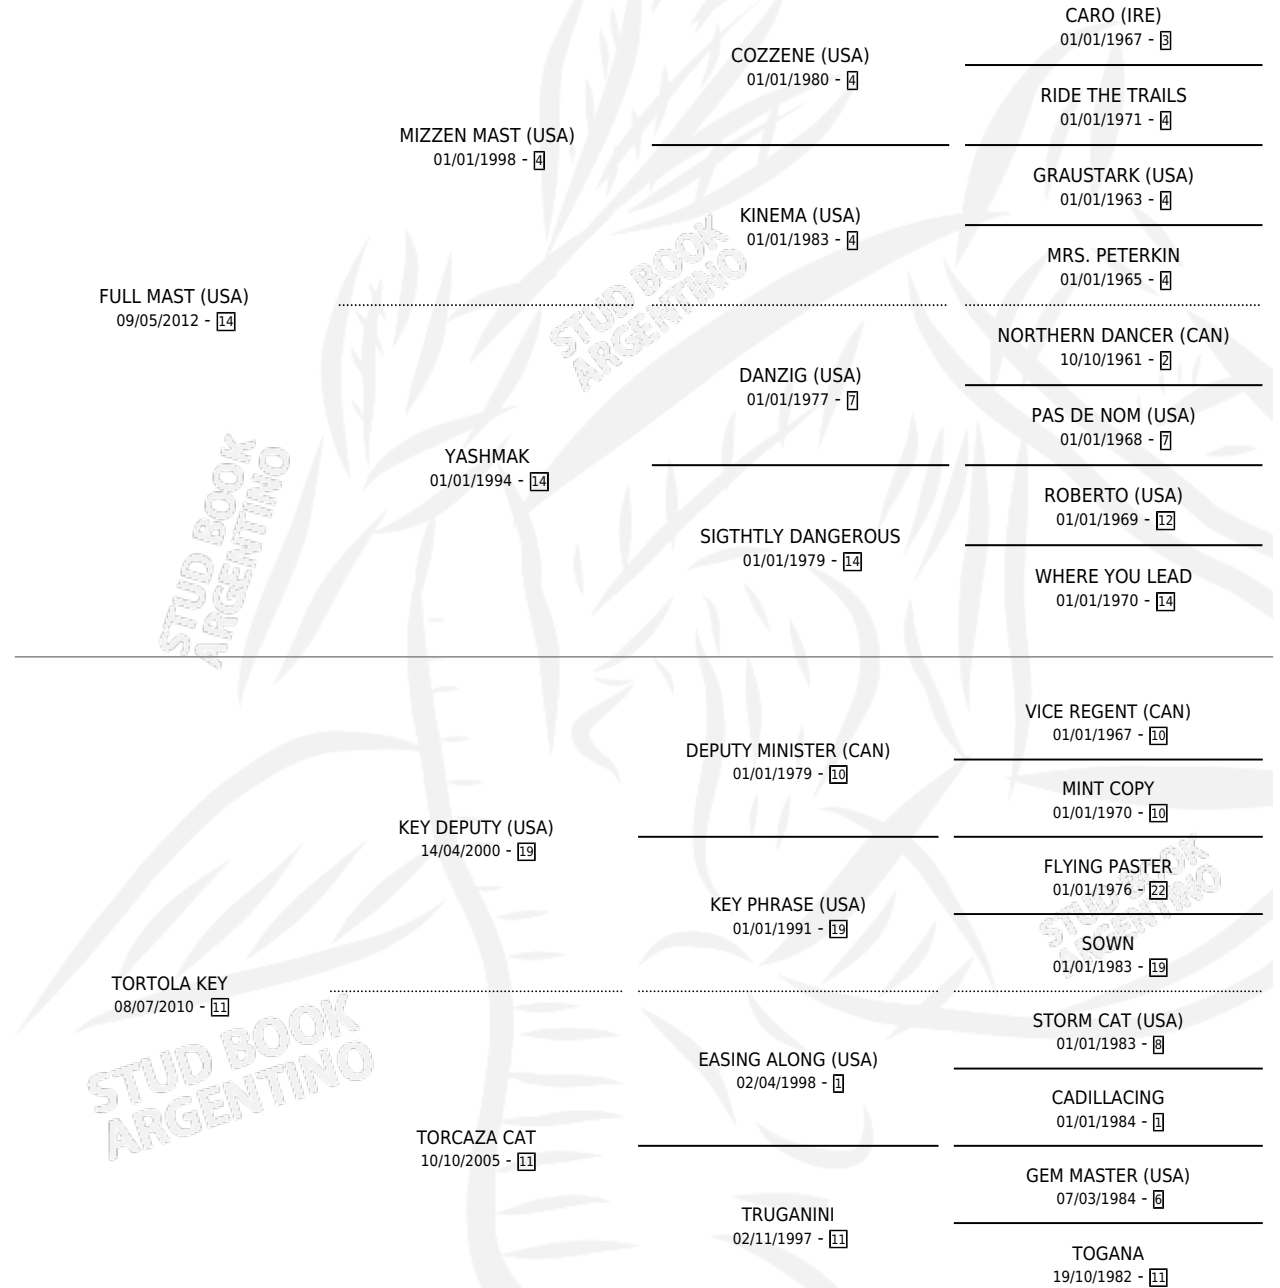 CARO (IRE)
01/01/1967 - 3
COZZENE (USA)
01/01/1980 - 4
RIDE THE TRAILS
01/01/1971 - 4
MIZZEN MAST (USA)
01/01/1998 - 4
GRAUSTARK (USA)
01/01/1963 - 4
KINEMA (USA)
01/01/1983 - 4
MRS. PETERKIN
01/01/1965 - 4
FULL MAST (USA)
09/05/2012 - 14
NORTHERN DANCER (CAN)
10/10/1961 - 2
DANZIG (USA)
01/01/1977 - 7
PAS DE NOM (USA)
01/01/1968 - 7
YASHMAK
01/01/1994 - 14
ROBERTO (USA)
01/01/1969 - 12
SIGTHTLY DANGEROUS
01/01/1979 - 14
WHERE YOU LEAD
01/01/1970 - 14
STUD BOOK
ARGENTINO
STUD BOOK
ARGENTINO
VICE REGENT (CAN)
01/01/1967 - 10
DEPUTY MINISTER (CAN)
01/01/1979 - 10
MINT COPY
01/01/1970 - 10
KEY DEPUTY (USA)
14/04/2000 - 19
FLYING PASTER
01/01/1976 - 22
KEY PHRASE (USA)
01/01/1991 - 19
SOWN
01/01/1983 - 19
STUD BOOK
ARGENTINO
TORTOLA KEY
08/07/2010 - 11
STORM CAT (USA)
01/01/1983 - 8
EASING ALONG (USA)
02/04/1998 - 1
CADILLACING
01/01/1984 - 1
TORCAZA CAT
10/10/2005 - 11
GEM MASTER (USA)
07/03/1984 - 6
TRUGANINI
02/11/1997 - 11
TOGANA
19/10/1982 - 11
STUD BOOK
ARGENTINO